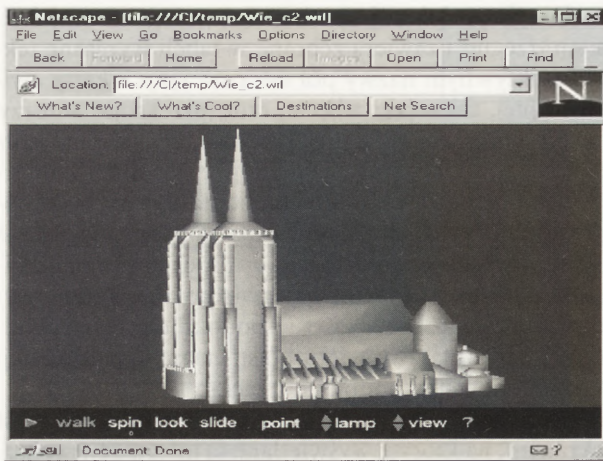 Netscape - [file:///C|/temp/Wie_c2.wrl]
File Edit View Go Bookmarks Options Directory Window Help
Back Forward Home Reload Images Open Print Find
Location: file:///C|/temp/Wie_c2.wrl
N
What's New? What's Cool? Destinations Net Search
walk spin look slide point lamp view ?
Document: Done